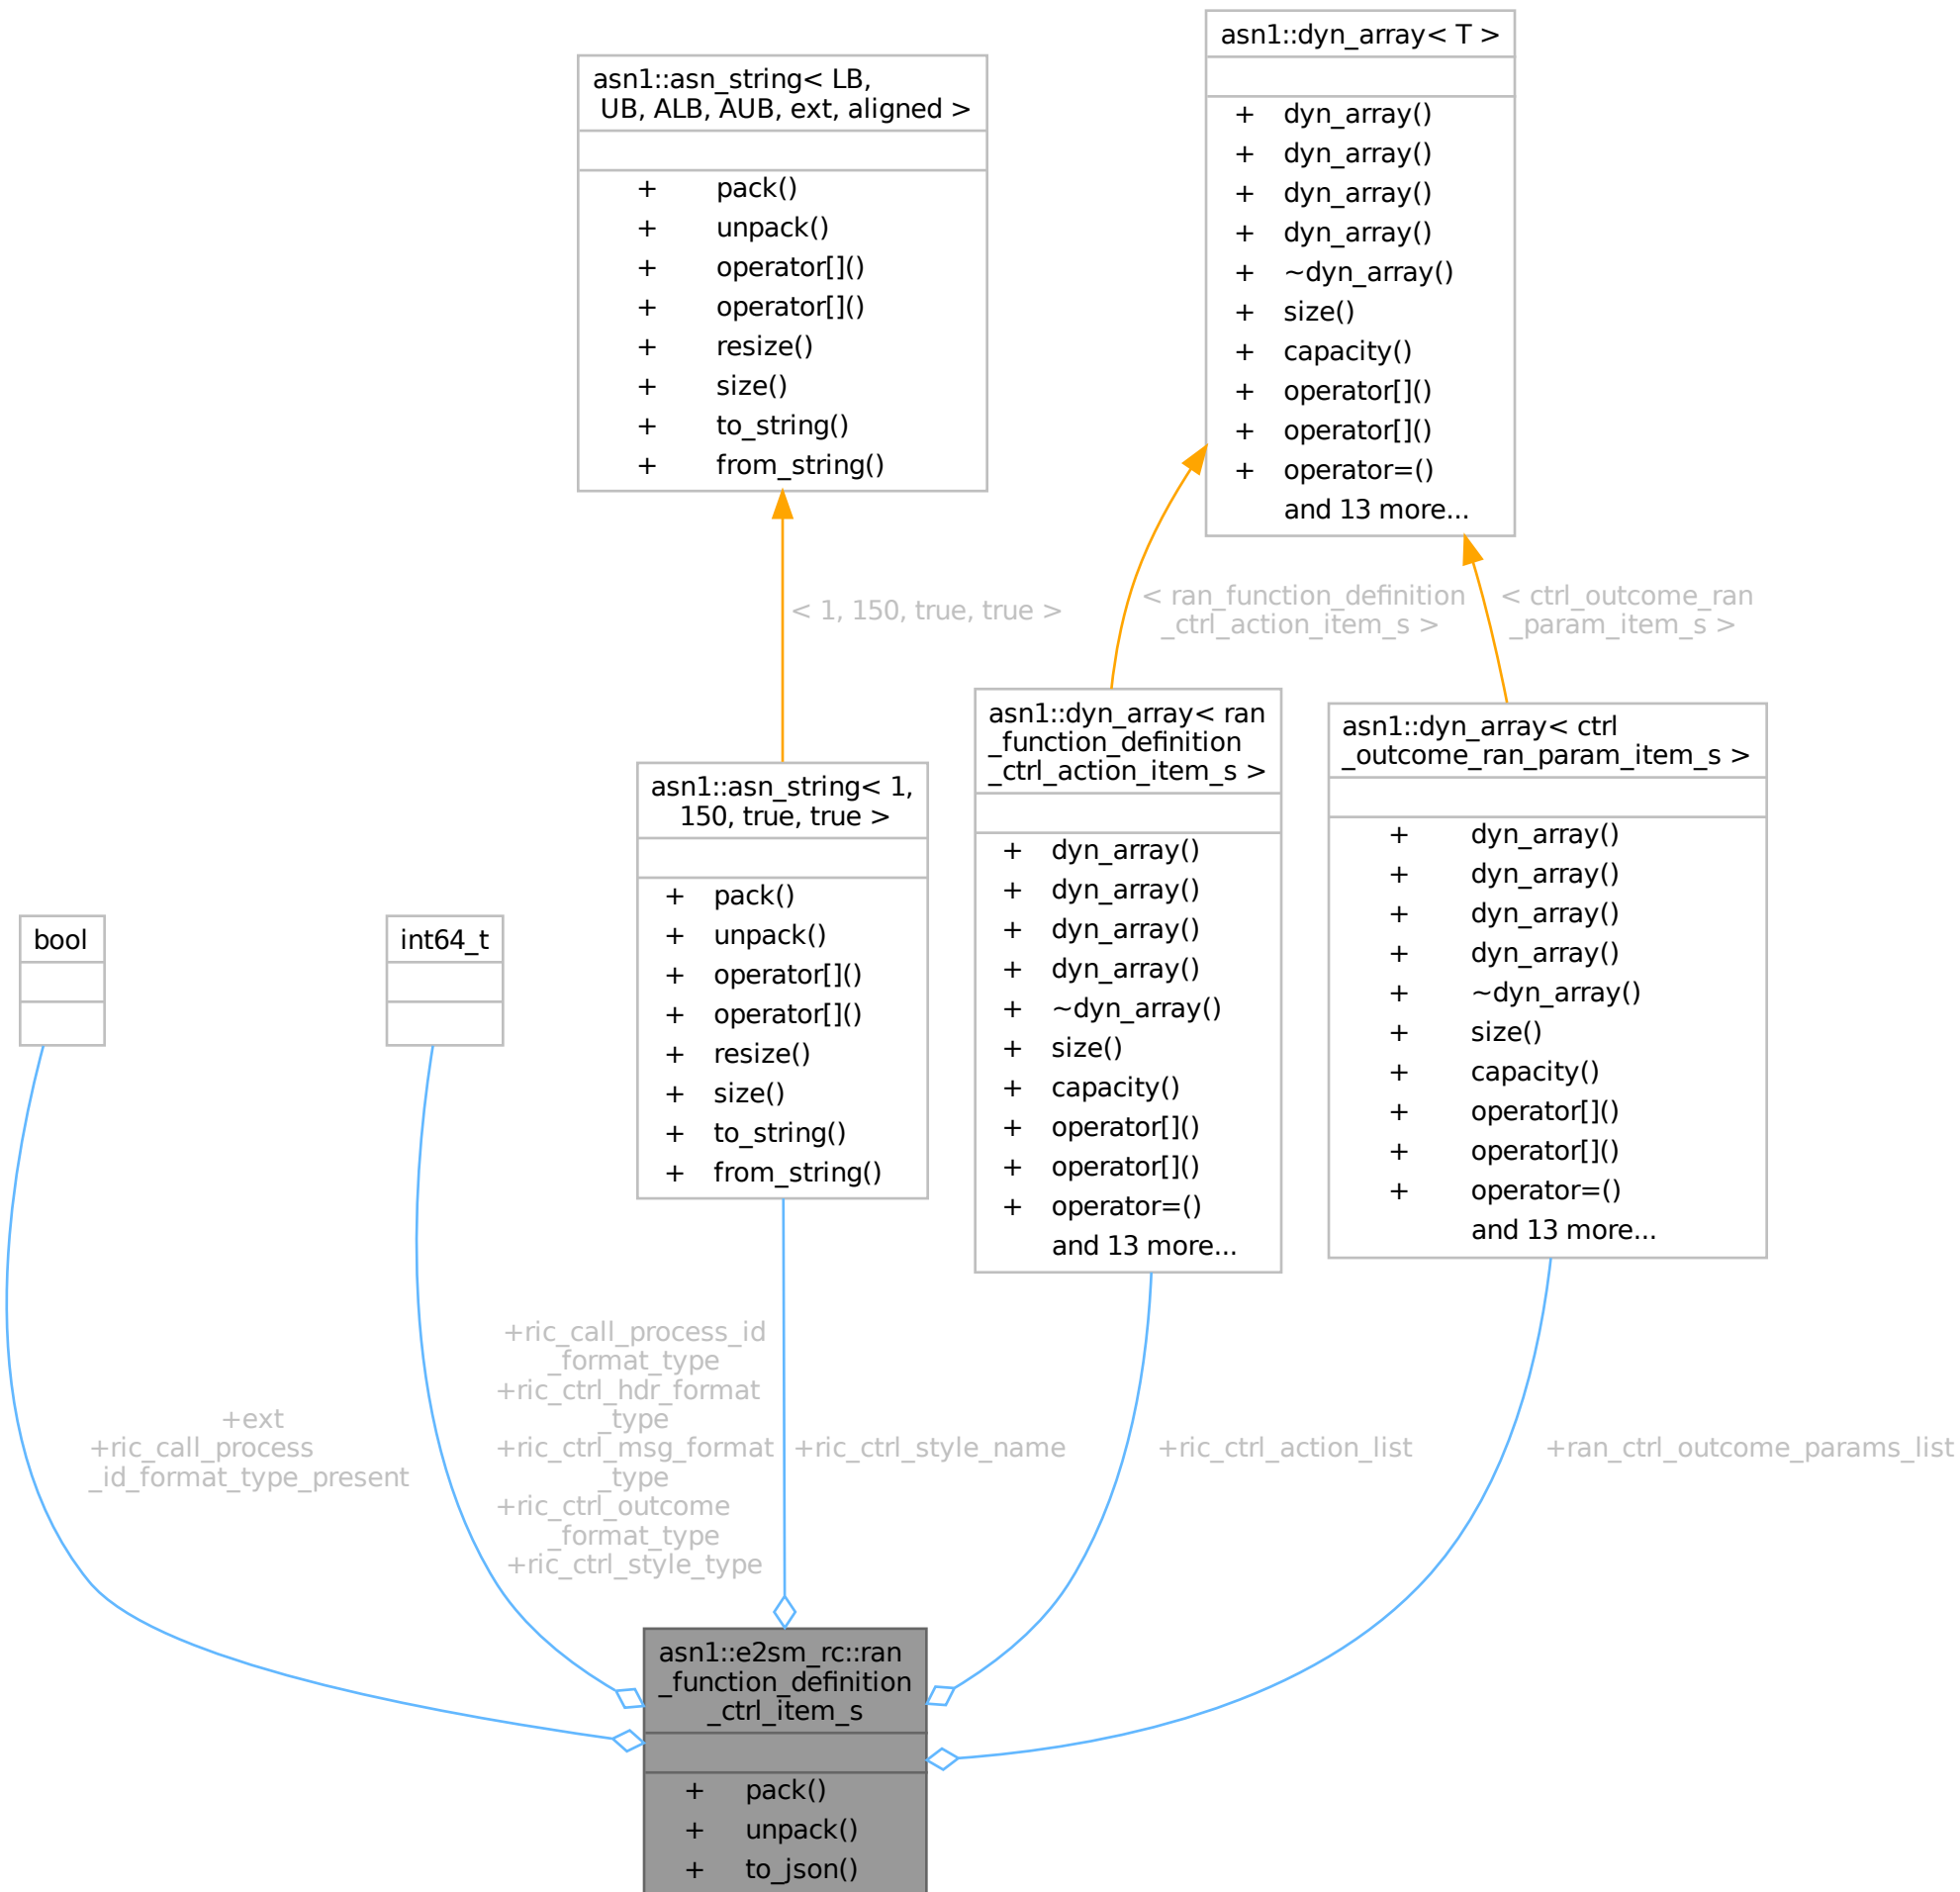 asn1::dyn_array< T >
+ dyn_array()
+ dyn_array()
+ dyn_array()
+ dyn_array()
+ ~dyn_array()
+ size()
+ capacity()
+ operator[]()
+ operator[]()
+ operator=()
and 13 more...
asn1::asn_string< LB,
UB, ALB, AUB, ext, aligned >
+ pack()
+ unpack()
+ operator[]()
+ operator[]()
+ resize()
+ size()
+ to_string()
+ from_string()
< 1, 150, true, true >
< ran_function_definition
_ctrl_action_item_s >
< ctrl_outcome_ran
_param_item_s >
bool
int64_t
asn1::asn_string< 1,
150, true, true >
+ pack()
+ unpack()
+ operator[]()
+ operator[]()
+ resize()
+ size()
+ to_string()
+ from_string()
asn1::dyn_array< ran
_function_definition
_ctrl_action_item_s >
+ dyn_array()
+ dyn_array()
+ dyn_array()
+ dyn_array()
+ ~dyn_array()
+ size()
+ capacity()
+ operator[]()
+ operator[]()
+ operator=()
and 13 more...
asn1::dyn_array< ctrl
_outcome_ran_param_item_s >
+ dyn_array()
+ dyn_array()
+ dyn_array()
+ dyn_array()
+ ~dyn_array()
+ size()
+ capacity()
+ operator[]()
+ operator[]()
+ operator=()
and 13 more...
+ext
+ric_call_process
_id_format_type_present
+ric_call_process_id
_format_type
+ric_ctrl_hdr_format
_type
+ric_ctrl_msg_format
_type
+ric_ctrl_outcome
_format_type
+ric_ctrl_style_type
+ric_ctrl_style_name
+ric_ctrl_action_list
+ran_ctrl_outcome_params_list
asn1::e2sm_rc::ran
_function_definition
_ctrl_item_s
+ pack()
+ unpack()
+ to_json()